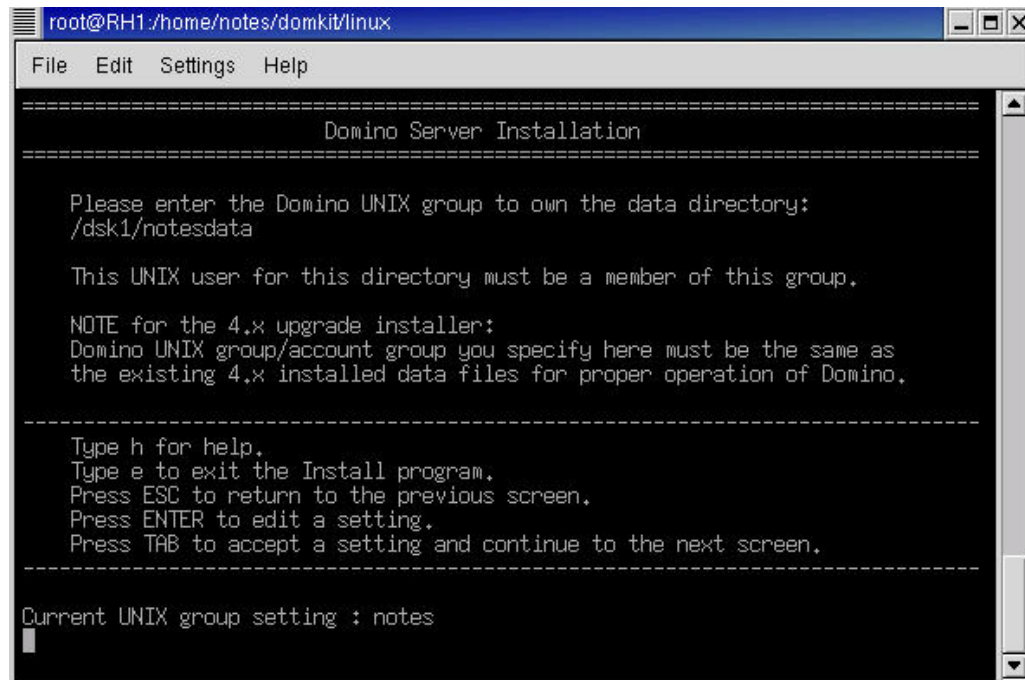 root@RH1:/home/notes/domkit/linux
File Edit Settings Help
================================================================================
Domino Server Installation
================================================================================
Please enter the Domino UNIX group to own the data directory:
/dsk1/notesdata
This UNIX user for this directory must be a member of this group.
NOTE for the 4.x upgrade installer:
Domino UNIX group/account group you specify here must be the same as
the existing 4.x installed data files for proper operation of Domino.
--------------------------------------------------------------------------------
Type h for help.
Type e to exit the Install program.
Press ESC to return to the previous screen.
Press ENTER to edit a setting.
Press TAB to accept a setting and continue to the next screen.
--------------------------------------------------------------------------------
Current UNIX group setting : notes